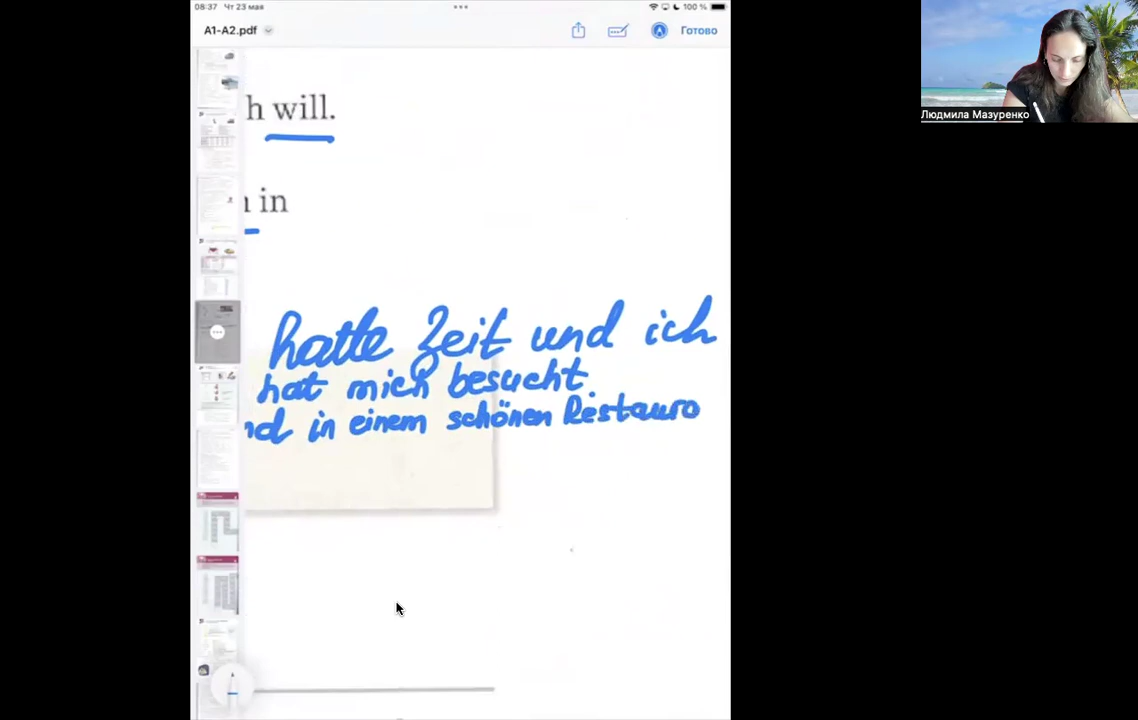 08:37 Чт 23 мая
100 %
A1-A2.pdf
Готово
h will.
in
hatte Zeit und ich
hat mich besucht
nd in einem schönen Restauro
Людмила Мазуренко